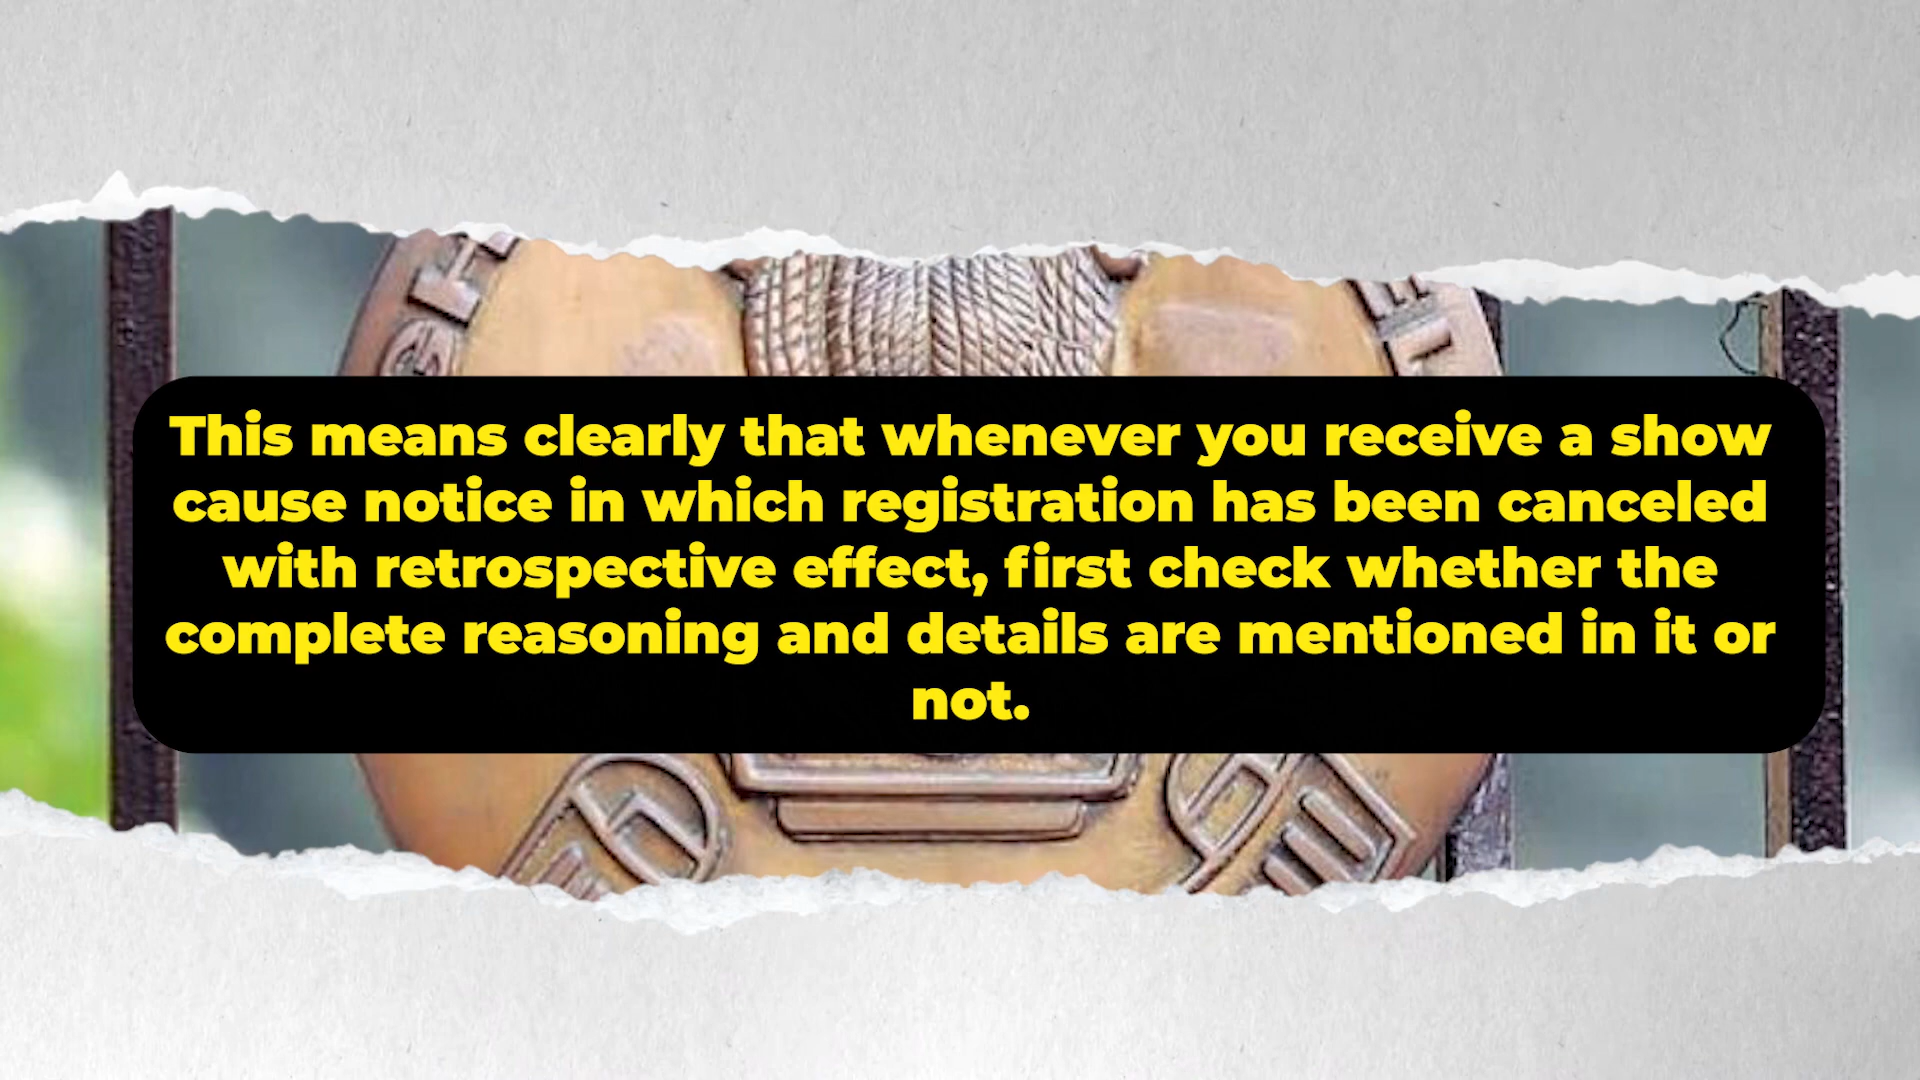 This means clearly that whenever you receive a show
cause notice in which registration has been canceled
with retrospective effect, first check whether the
complete reasoning and details are mentioned in it or
not.